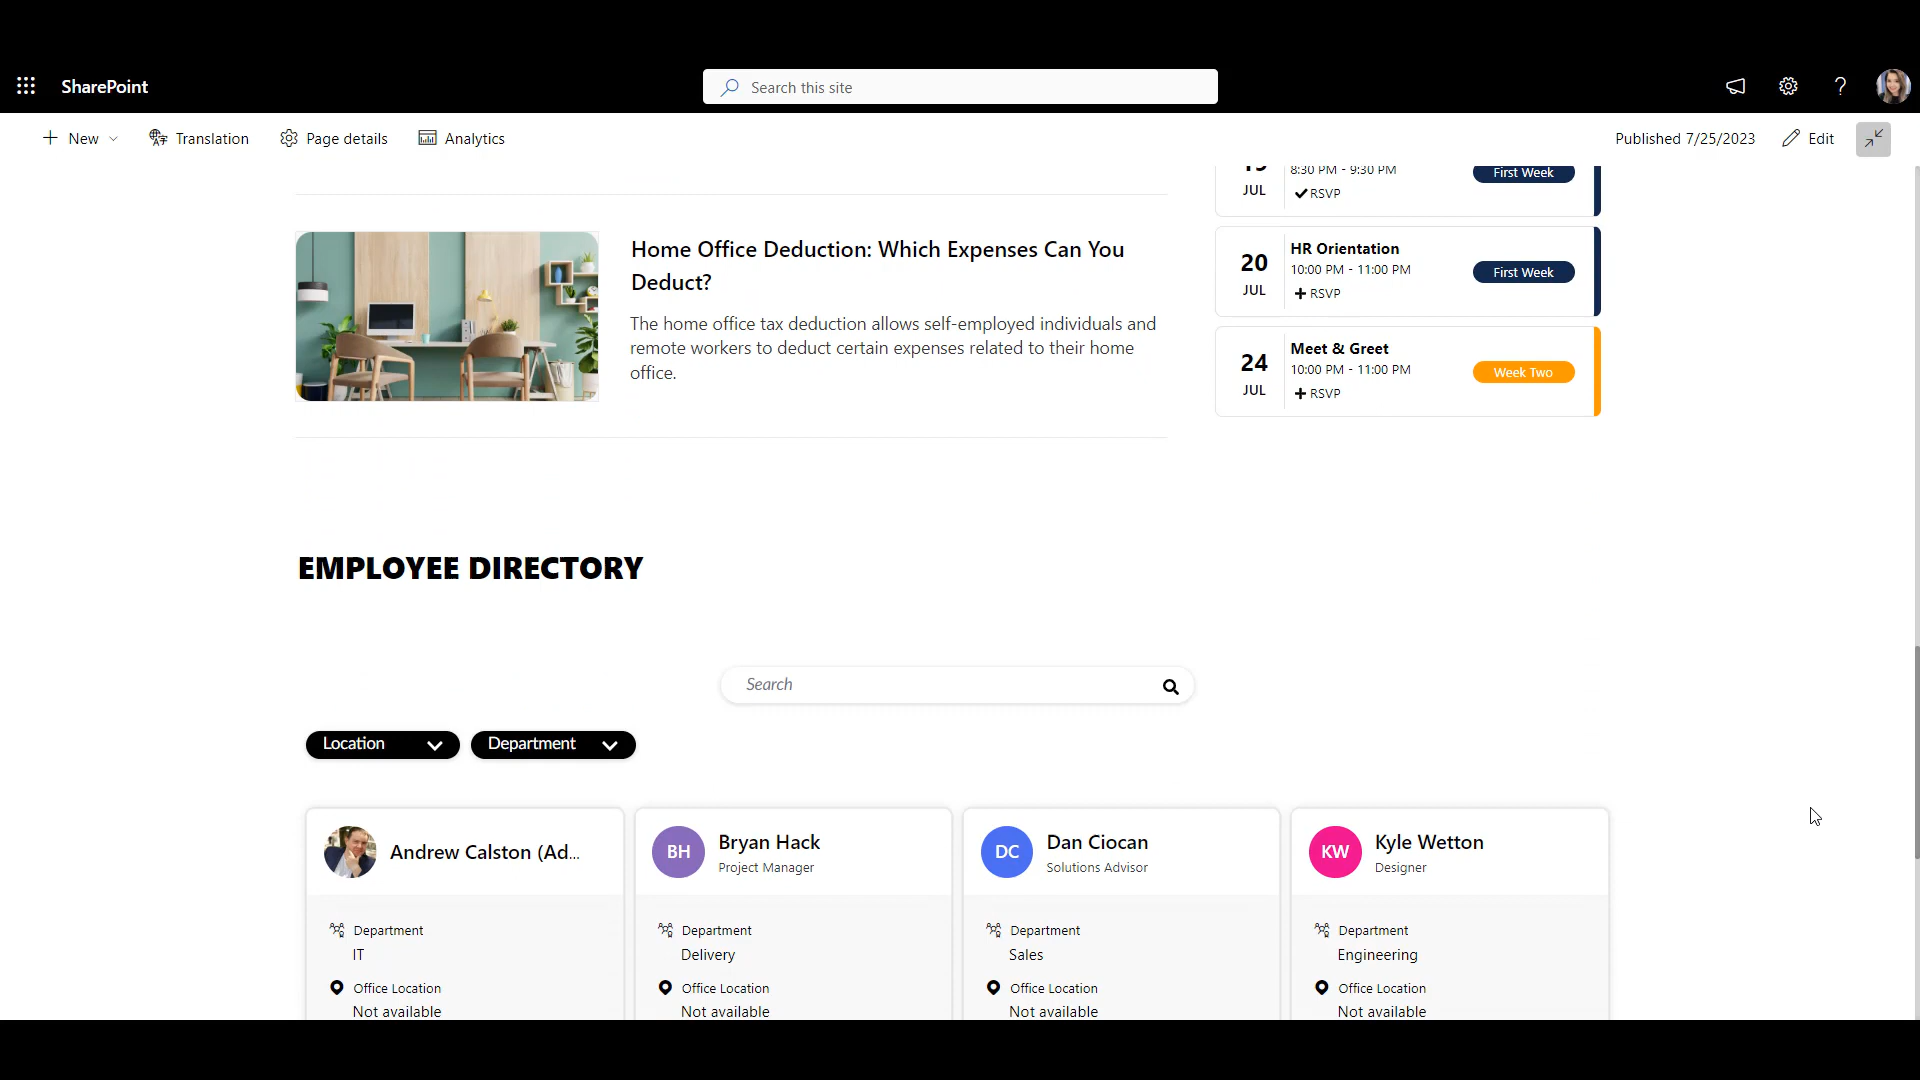 SharePoint
Search this site
New
Translation
Page details
Analytics
Published 7/25/2023
Edit
Home Office Deduction: Which Expenses Can You
Deduct?
The home office tax deduction allows self-employed individuals and
remote workers to deduct certain expenses related to their home
office.
8:30 PM - 9:30 PM
First Week
JUL
RSVP
20
JUL
HR Orientation
10:00 PM - 11:00 PM
RSVP
First Week
24
JUL
Meet & Greet
10:00 PM - 11:00 PM
RSVP
Week Two
EMPLOYEE DIRECTORY
Search
Location
Department
Andrew Calston (Ad...
Department
IT
Office Location
Not available
BH
Bryan Hack
Project Manager
Department
Delivery
Office Location
Not available
DC
Dan Ciocan
Solutions Advisor
Department
Sales
Office Location
Not available
KW
Kyle Wetton
Designer
Department
Engineering
Office Location
Not available